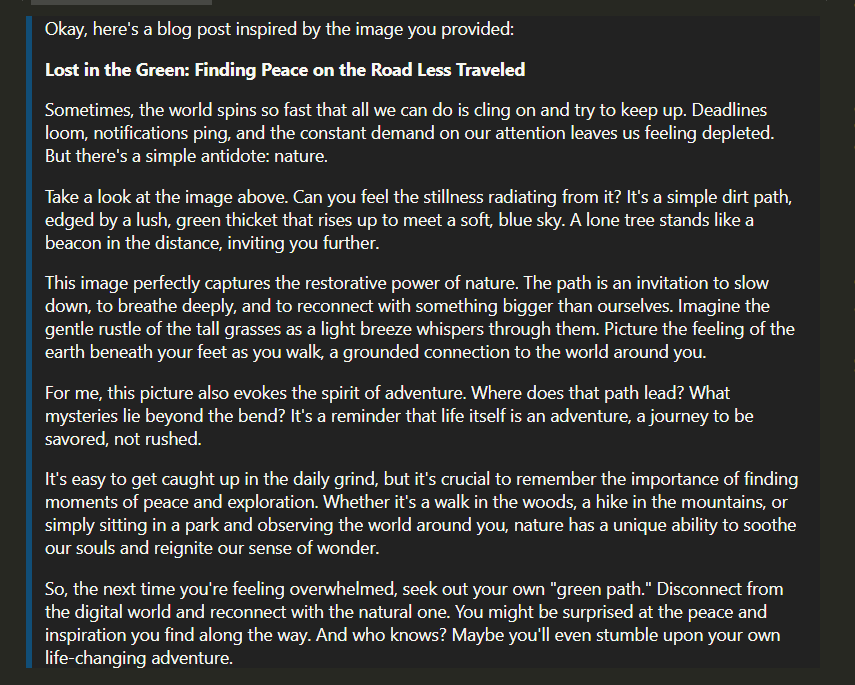 Okay, here's a blog post inspired by the image you provided:
Lost in the Green: Finding Peace on the Road Less Traveled
Sometimes, the world spins so fast that all we can do is cling on and try to keep up. Deadlines
loom, notifications ping, and the constant demand on our attention leaves us feeling depleted.
But there's a simple antidote: nature.
Take a look at the image above. Can you feel the stillness radiating from it? It's a simple dirt path,
edged by a lush, green thicket that rises up to meet a soft, blue sky. A lone tree stands like a
beacon in the distance, inviting you further.
This image perfectly captures the restorative power of nature. The path is an invitation to slow
down, to breathe deeply, and to reconnect with something bigger than ourselves. Imagine the
gentle rustle of the tall grasses as a light breeze whispers through them. Picture the feeling of the
earth beneath your feet as you walk, a grounded connection to the world around you.
For me, this picture also evokes the spirit of adventure. Where does that path lead? What
mysteries lie beyond the bend? It's a reminder that life itself is an adventure, a journey to be
savored, not rushed.
It's easy to get caught up in the daily grind, but it's crucial to remember the importance of finding
moments of peace and exploration. Whether it's a walk in the woods, a hike in the mountains, or
simply sitting in a park and observing the world around you, nature has a unique ability to soothe
our souls and reignite our sense of wonder.
So, the next time you're feeling overwhelmed, seek out your own "green path." Disconnect from
the digital world and reconnect with the natural one. You might be surprised at the peace and
inspiration you find along the way. And who knows? Maybe you'll even stumble upon your own
life-changing adventure.